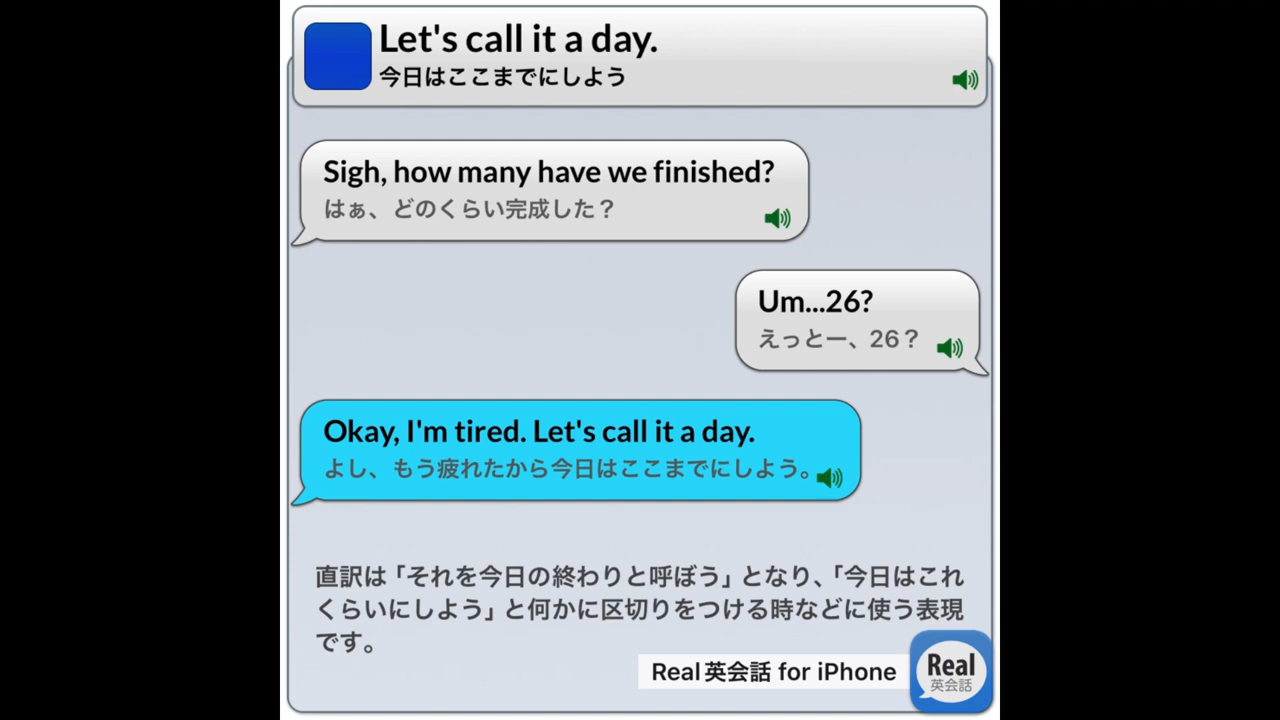 Let's call it a day.
今日はここまでにしよう
Sigh, how many have we finished?
はぁ、どのくらい完成した？
Um...26?
えっとー、26？
Okay, I'm tired. Let's call it a day.
よし、もう疲れたから今日はここまでにしよう。
直訳は「それを今日の終わりと呼ぼう」となり、「今日はこれ
くらいにしよう」と何かに区切りをつける時などに使う表現
です。
Real英会話 for iPhone
Real
英会話